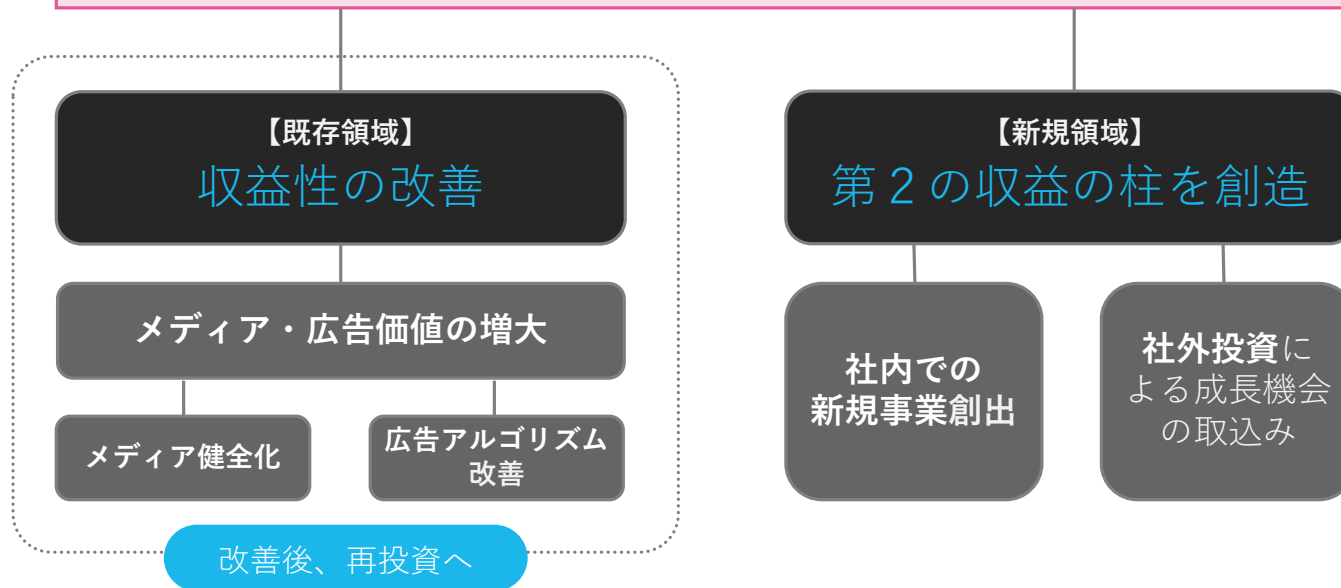 【既存領域】
収益性の改善
メディア・広告価値の増大
メディア健全化
広告アルゴリズム
改善
改善後、再投資へ
【新規領域】
第2の収益の柱を創造
社内での
新規事業創出
社外投資に
よる成長機会
の取込み